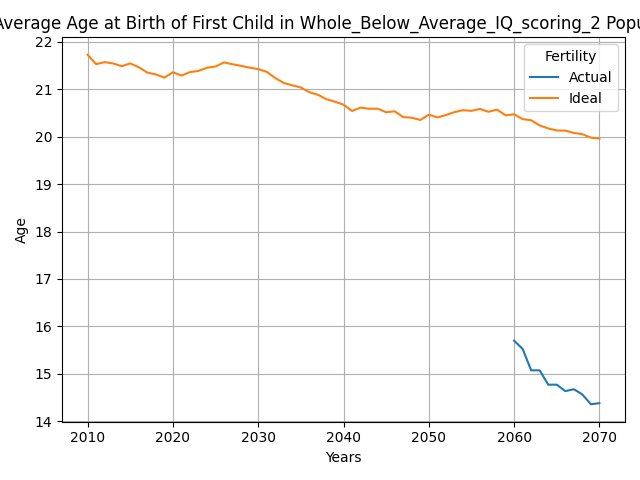 Average Age at Birth of First Child in Whole_Below_Average_IQ_scoring_2 Popu
22
21
20
19
18
17
16
15
14
Age
Fertility
Actual
Ideal
2010 2020 2030 2040 2050 2060 2070
Years